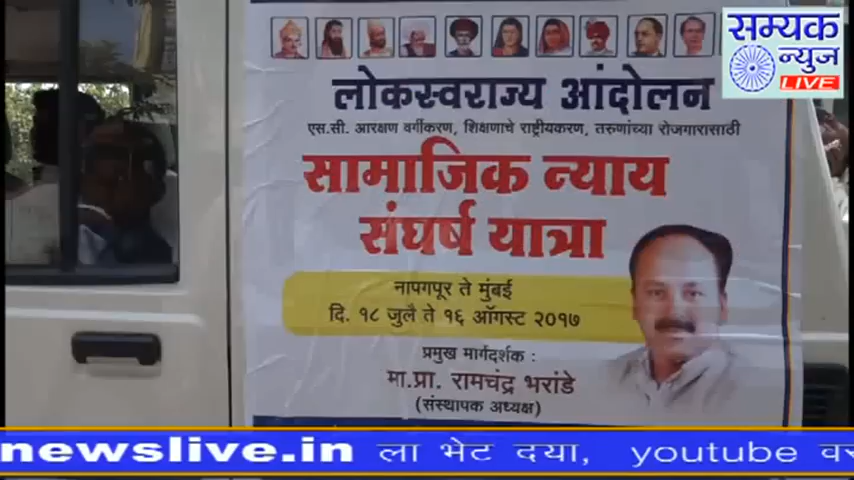 सम्यक
न्युज
LIVE
लोकस्वराज्य आंदोलन
एस.सी. आरक्षण वर्गीकरण, शिक्षणाचे राष्ट्रीयकरण, तरुणांच्या रोजगारासाठी
सामाजिक न्याय
संघर्ष यात्रा
नापगपूर ते मुंबई
दि. १८ जुलै ते १६ ऑगस्ट २०१७
प्रमुख मार्गदर्शक :
मा.प्रा. रामचंद्र भरांडे
(संस्थापक अध्यक्ष)
newslive.in ला भेट दया, youtube वर